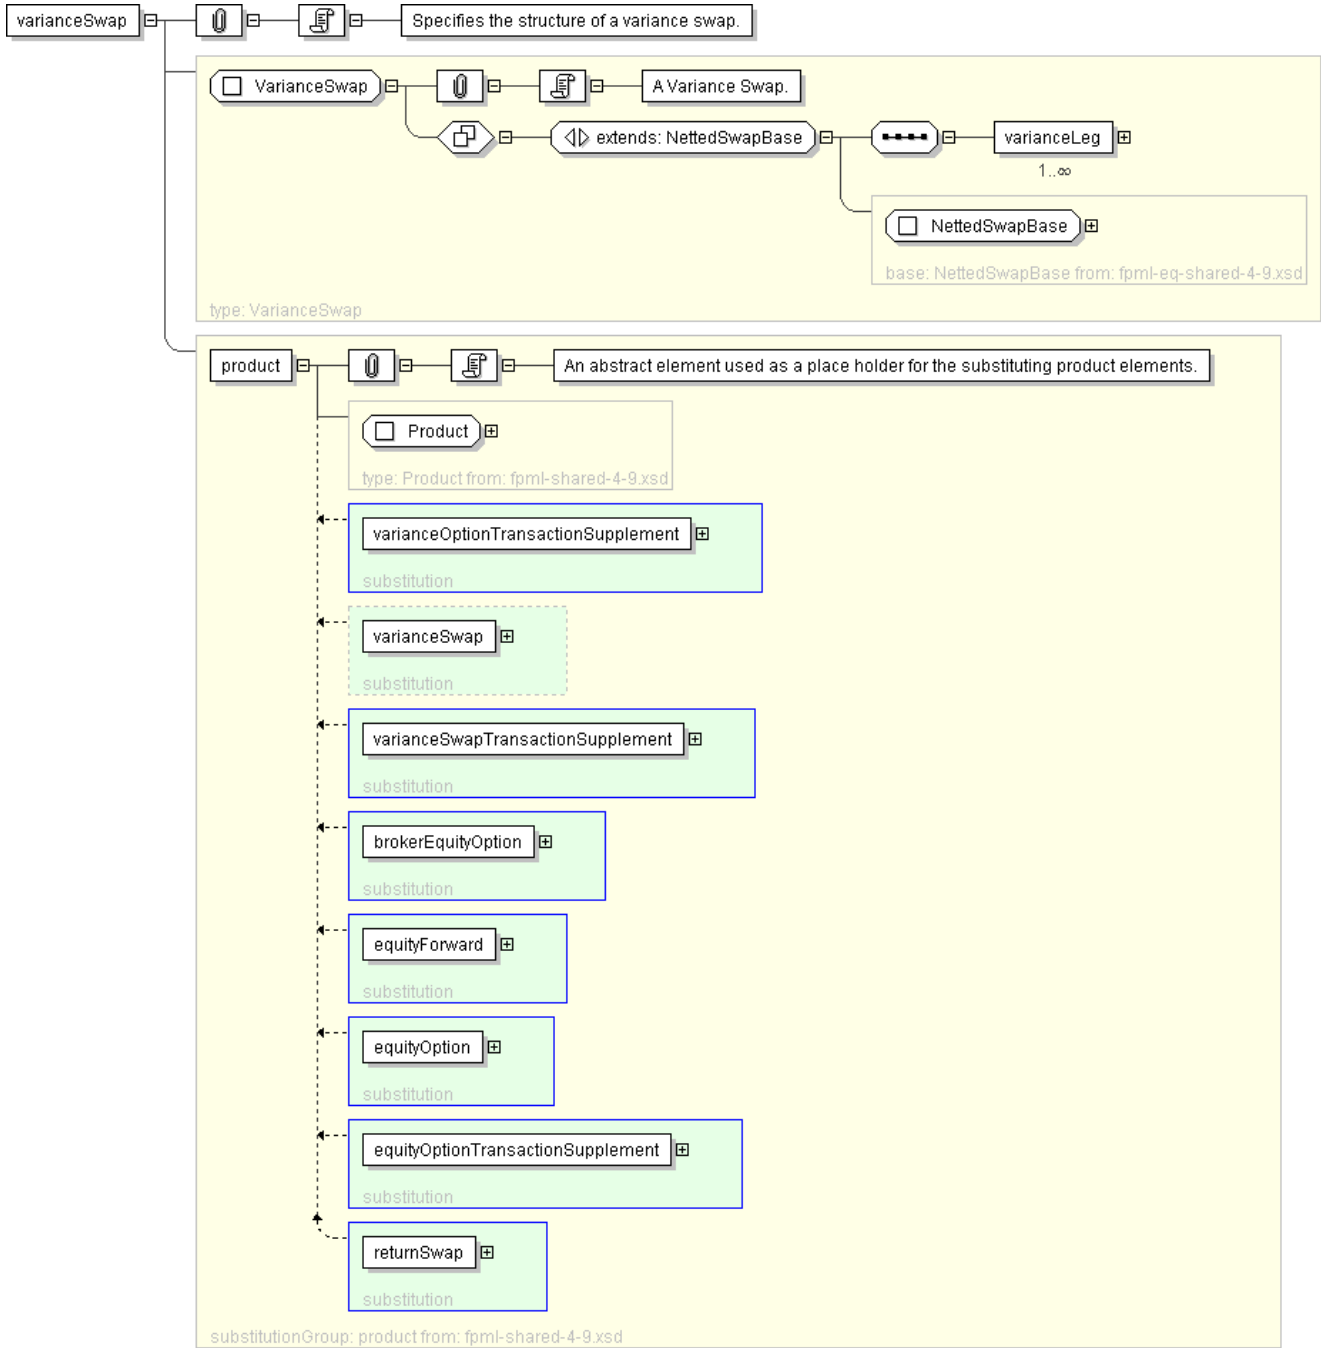 varianceSwap
Specifies the structure of a variance swap.
VarianceSwap
A Variance Swap.
extends: NettedSwapBase
varianceLeg
1..∞
NettedSwapBase
base: NettedSwapBase from: fpml-eq-shared-4-9.xsd
type: VarianceSwap
product
An abstract element used as a place holder for the substituting product elements.
Product
type: Product from: fpml-shared-4-9.xsd
varianceOptionTransactionSupplement
substitution
varianceSwap
substitution
varianceSwapTransactionSupplement
substitution
brokerEquityOption
substitution
equityForward
substitution
equityOption
substitution
equityOptionTransactionSupplement
substitution
returnSwap
substitution
substitutionGroup: product from: fpml-shared-4-9.xsd